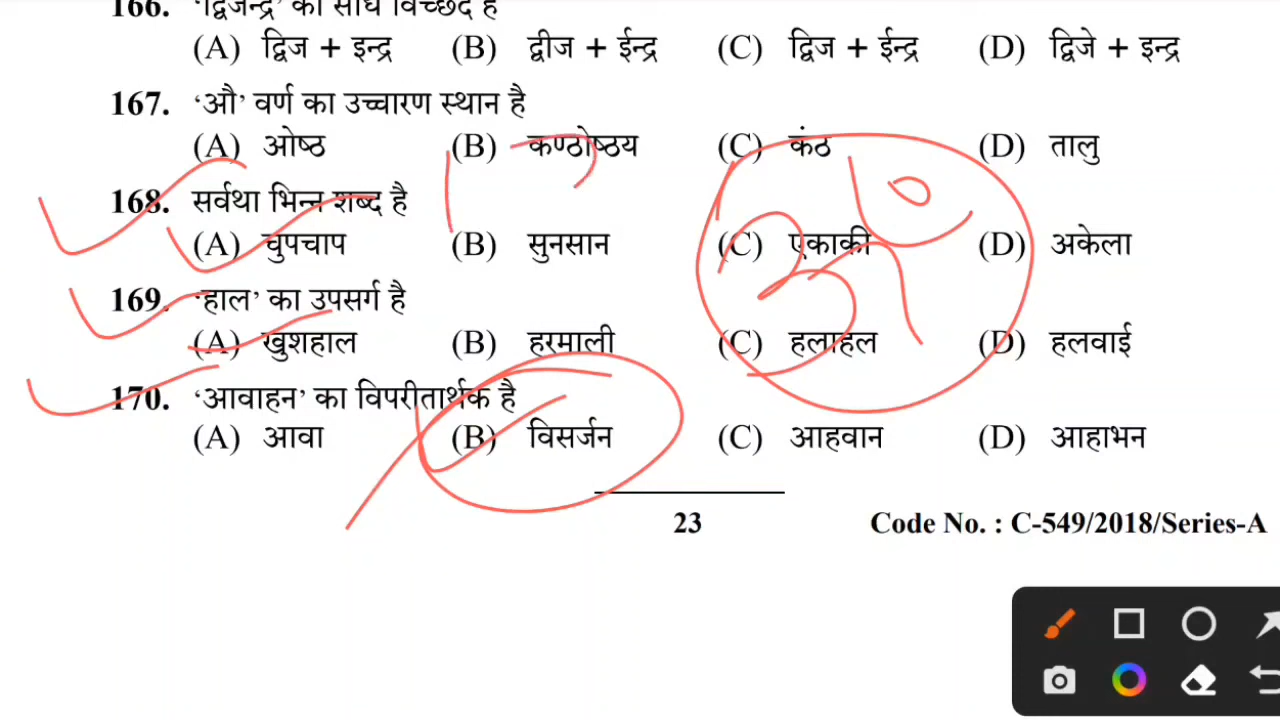 166. ‘द्विजेन्द्र’ का संधि विच्छेद है
(A) द्विज + इन्द्र (B) द्वीज + ईन्द्र (C) द्विज + ईन्द्र (D) द्विजे + इन्द्र
167. ‘औ’ वर्ण का उच्चारण स्थान है
(A) ओष्ठ (B) कण्ठोष्ठय (C) कंठ (D) तालु
168. सर्वथा भिन्न शब्द है
(A) चुपचाप (B) सुनसान (C) एकाकी (D) अकेला
169. ‘हाल’ का उपसर्ग है
(A) खुशहाल (B) हरमाली (C) हलाहल (D) हलवाई
170. ‘आवाहन’ का विपरीतार्थक है
(A) आवा (B) विसर्जन (C) आहवान (D) आहाभन
23 Code No. : C-549/2018/Series-A